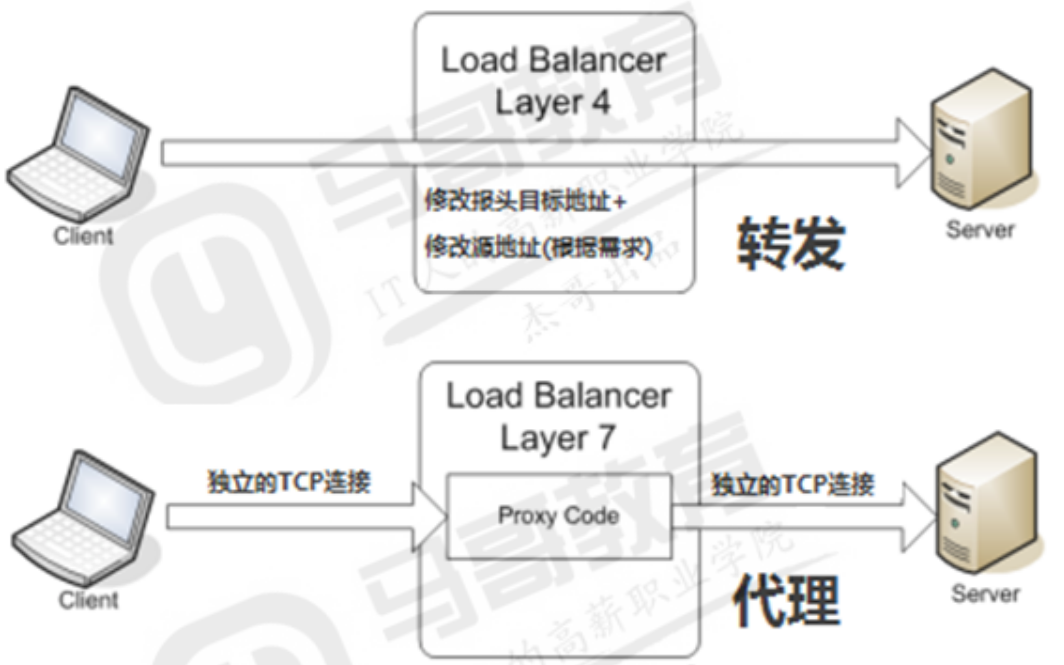 Load Balancer
Layer 4
修改报头目标地址+
修改源地址(根据需求)
Client
转发
Server
马哥教育
IT人的高薪职业学院
杰哥出品
Load Balancer
Layer 7
独立的TCP连接
Proxy Code
独立的TCP连接
Client
代理
Server
马哥教育
的高薪职业学院